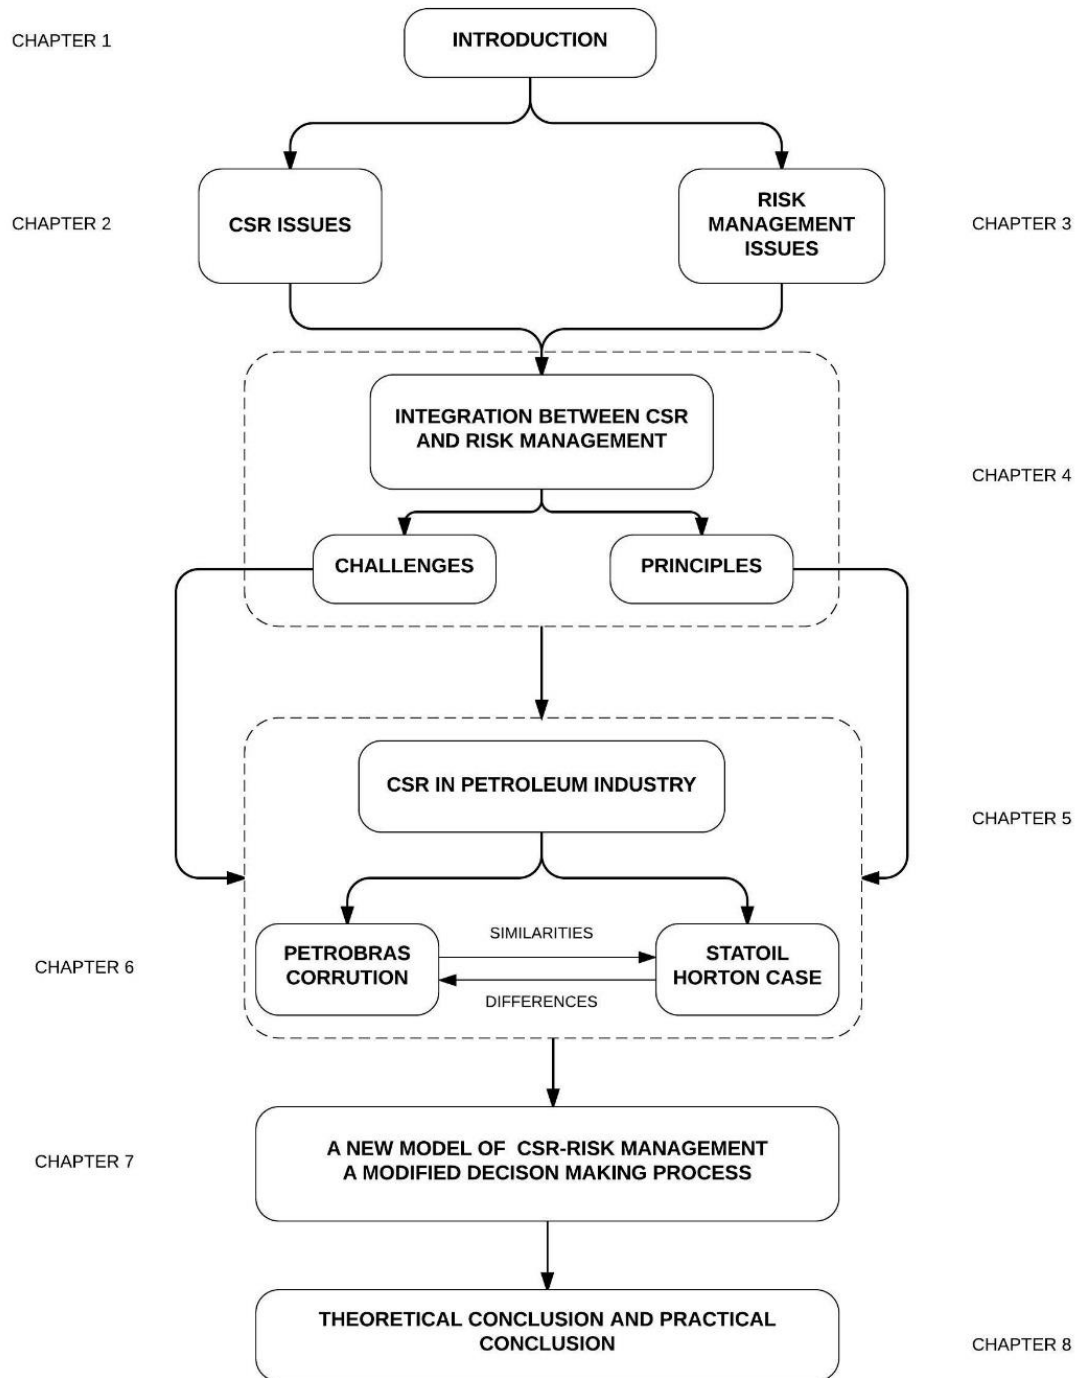 CHAPTER 1
INTRODUCTION
CHAPTER 2
CSR ISSUES
RISK
MANAGEMENT
ISSUES
CHAPTER 3
INTEGRATION BETWEEN CSR
AND RISK MANAGEMENT
CHAPTER 4
CHALLENGES
PRINCIPLES
CSR IN PETROLEUM INDUSTRY
CHAPTER 5
CHAPTER 6
PETROBRAS
CORRUTION
SIMILARITIES
DIFFERENCES
STATOIL
HORTON CASE
CHAPTER 7
A NEW MODEL OF  CSR-RISK MANAGEMENT
A MODIFIED DECISON MAKING PROCESS
THEORETICAL CONCLUSION AND PRACTICAL
CONCLUSION
CHAPTER 8